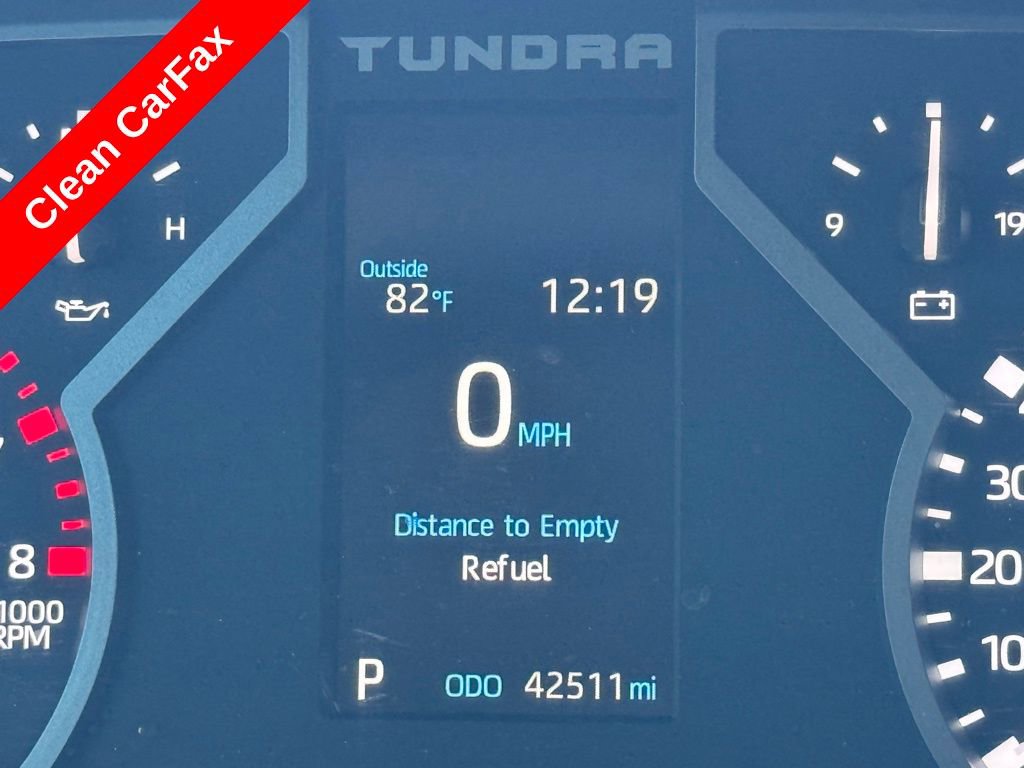 TUNDRA
Clean CarFax
H
9
19
Outside
82°F
12:19
0 MPH
30
Distance to Empty
Refuel
8
20
1000
RPM
10
P
ODO 42511 mi